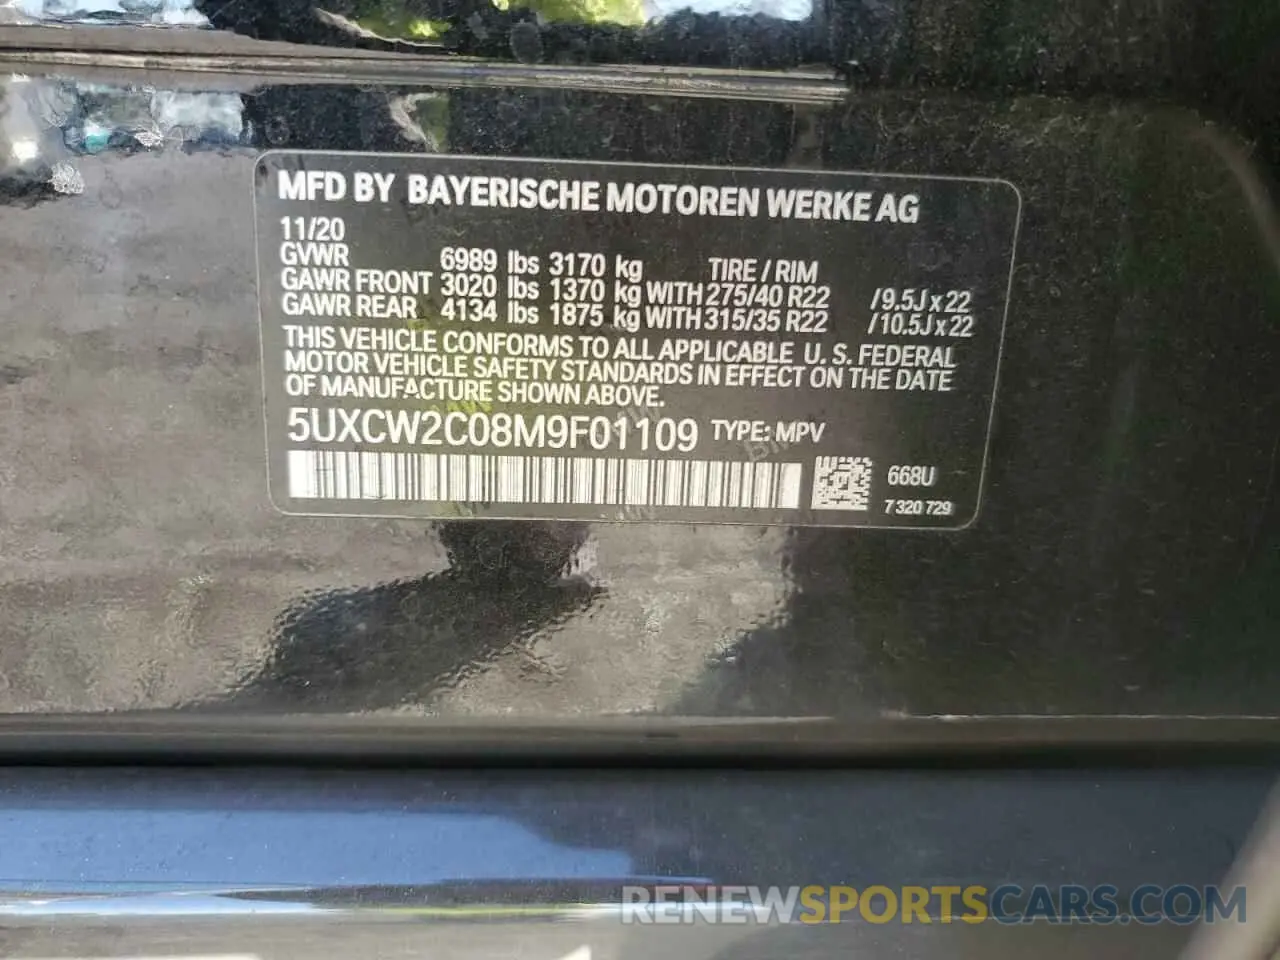 MFD BY BAYERISCHE MOTOREN WERKE AG
11/20
GVWR 6989 lbs 3170 kg TIRE / RIM
GAWR FRONT 3020 lbs 1370 kg WITH 275/40 R22 /9.5J x 22
GAWR REAR 4134 lbs 1875 kg WITH 315/35 R22 /10.5J x 22
THIS VEHICLE CONFORMS TO ALL APPLICABLE U. S. FEDERAL
MOTOR VEHICLE SAFETY STANDARDS IN EFFECT ON THE DATE
OF MANUFACTURE SHOWN ABOVE.
5UXCW2C08M9F01109 TYPE: MPV
668U
7 320 729
RENEWSPORTSCARS.COM